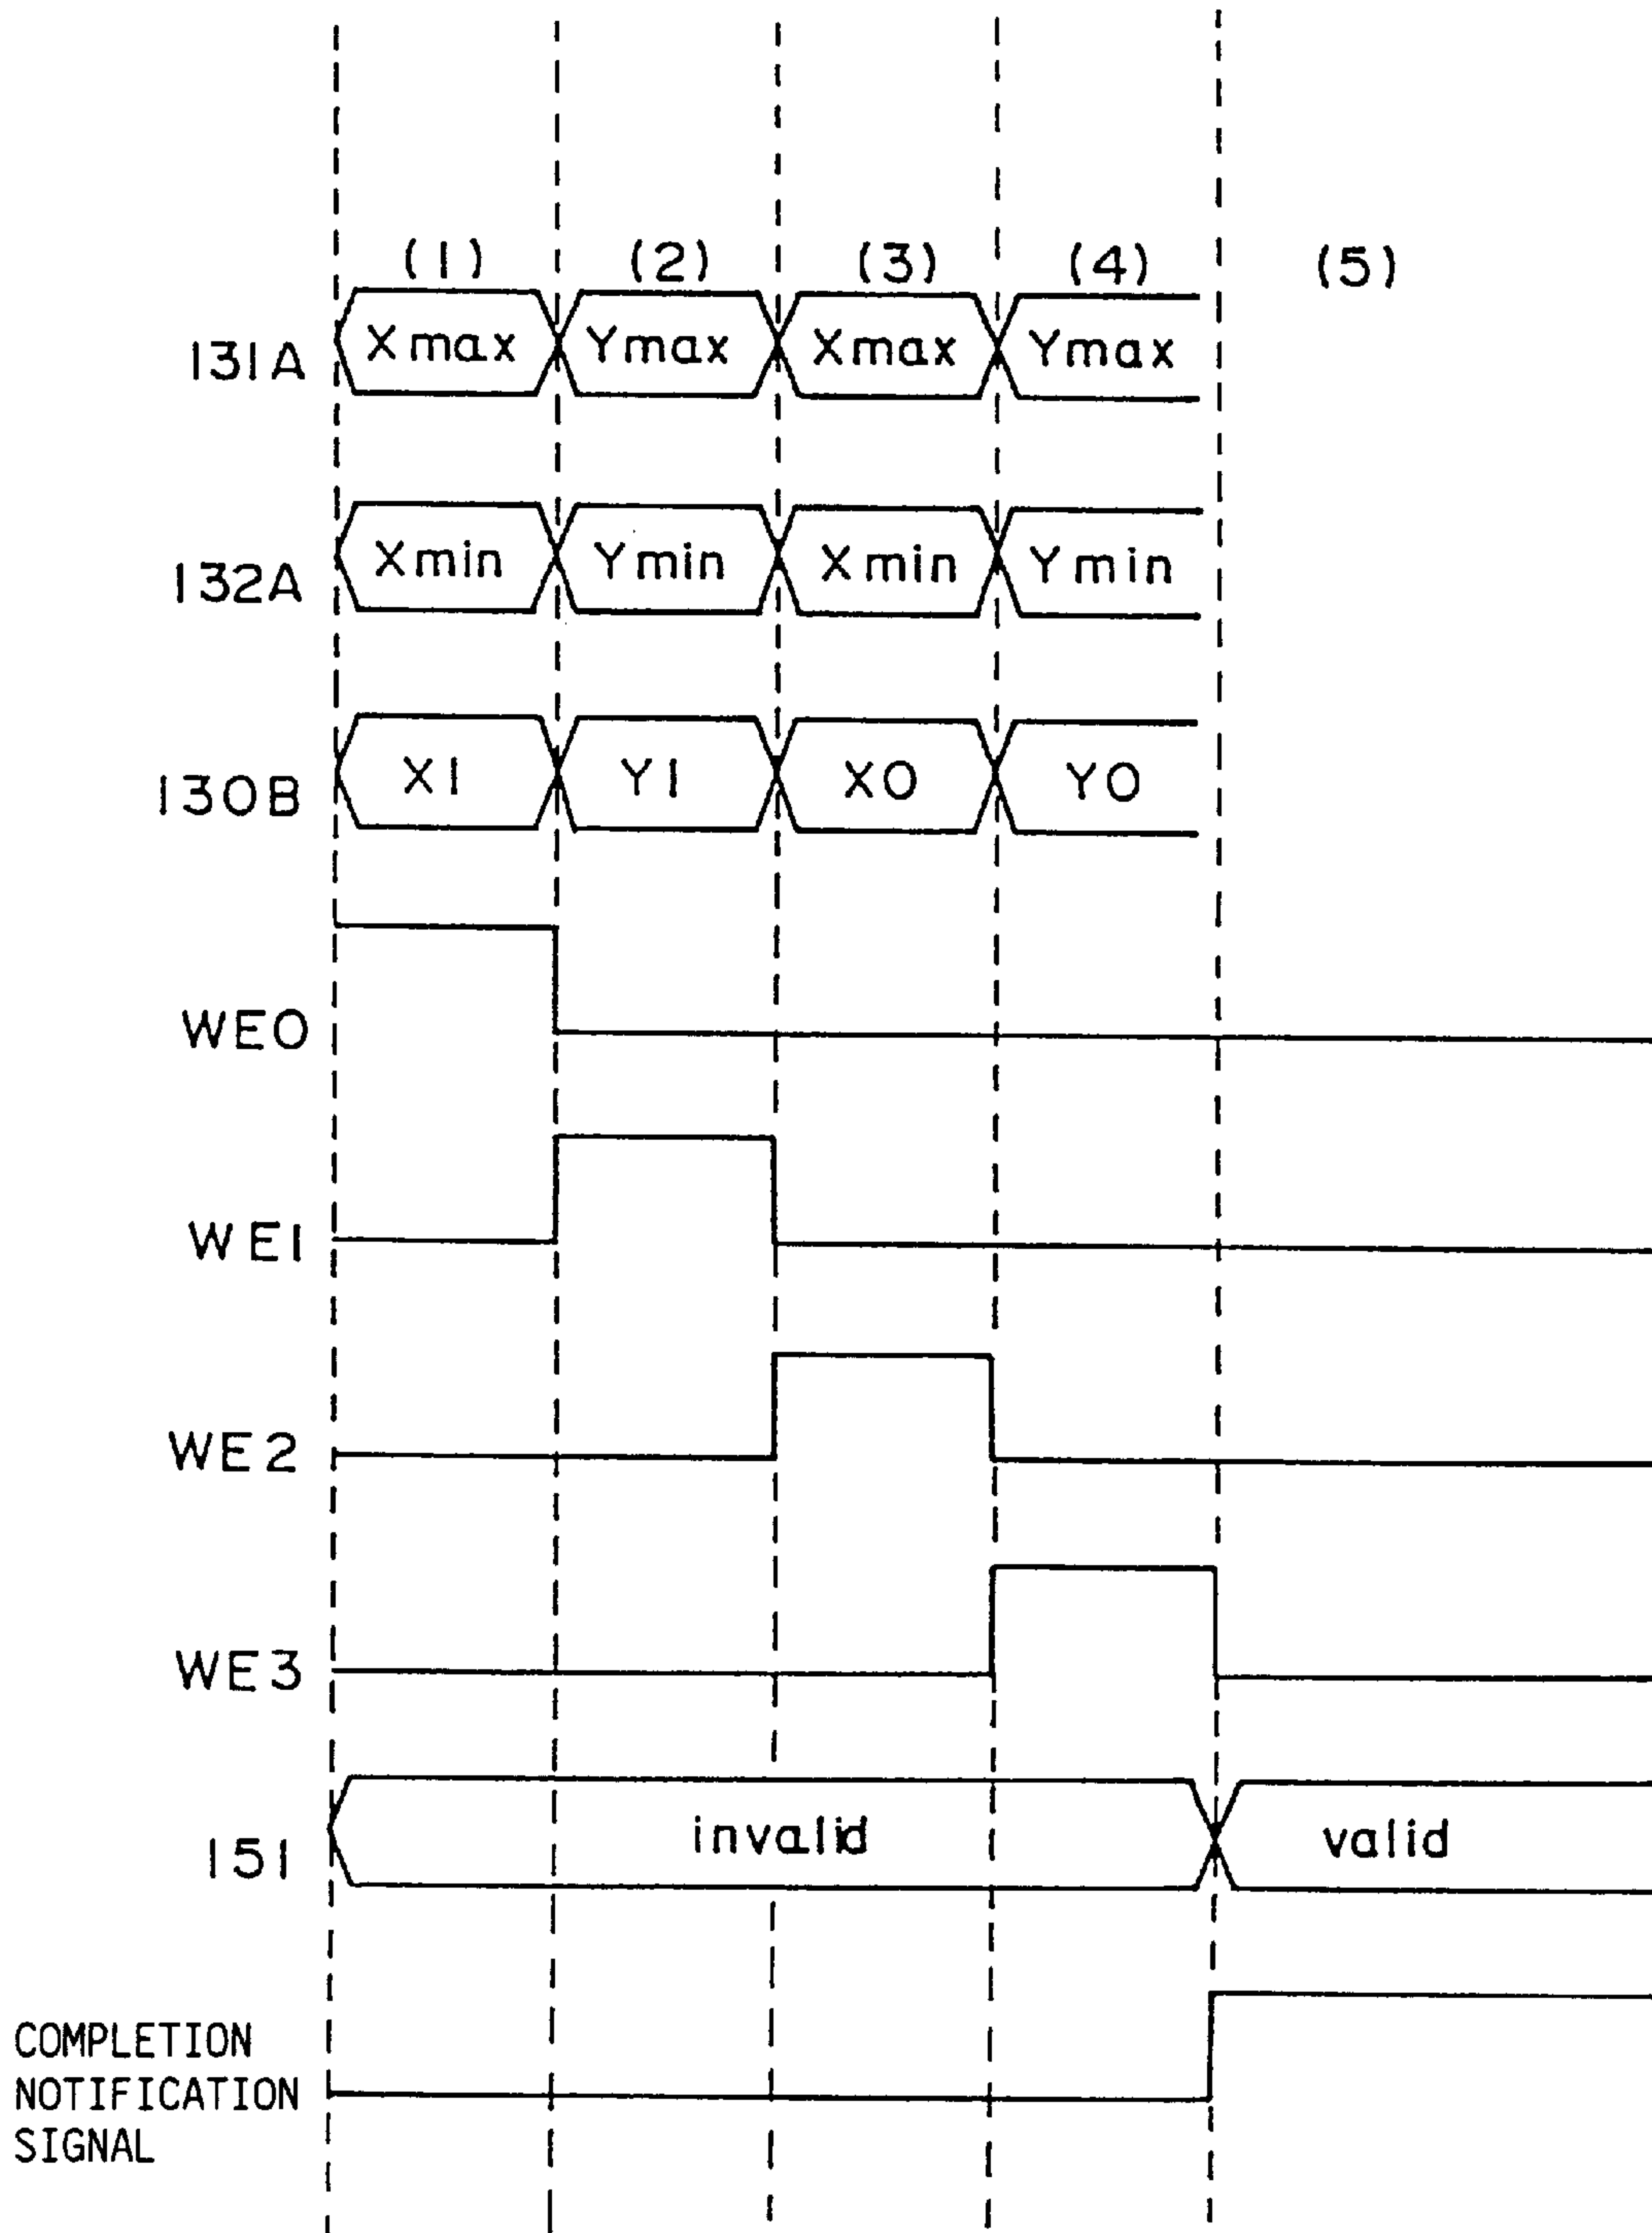 (1) (2) (3) (4) (5)
131A Xmax Ymax Xmax Ymax
132A Xmin Ymin Xmin Ymin
130B X1 Y1 X0 Y0
WE0
WE1
WE2
WE3
151 invalid valid
COMPLETION
NOTIFICATION
SIGNAL